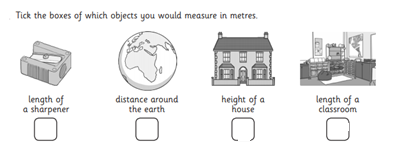 Tick the boxes of which objects you would measure in metres.
length of
a sharpener
distance around
the earth
height of a
house
length of a
classroom